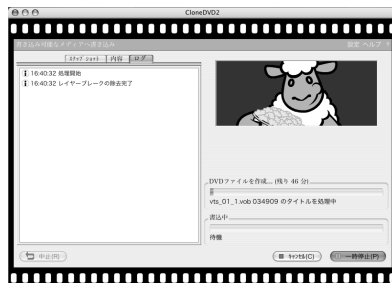 CloneDVD2
書き込み可能なメディアへ書き込み
設定 ヘルプ ?
スナップ ショット 内容 ログ
16:40:32 処理開始
16:40:32 レイヤーブレークの除去完了
DVDファイルを作成... (残り 46 分)
vts_01_1.vob 034909 のタイトルを処理中
書込中
待機
中止(R)
キャンセル(C)
一時停止(P)